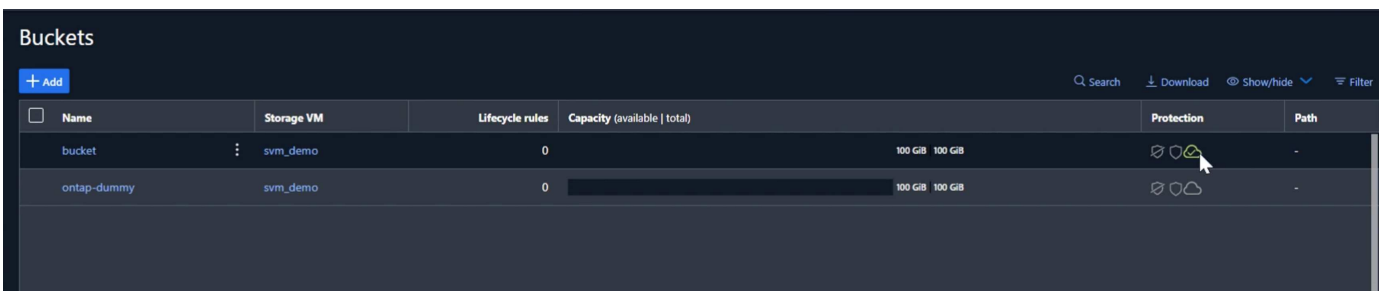 Buckets
+ Add Search Download Show/hide Filter
Name Storage VM Lifecycle rules Capacity (available | total) Protection Path
bucket svm_demo 0 100 GiB 100 GiB -
ontap-dummy svm_demo 0 100 GiB 100 GiB -